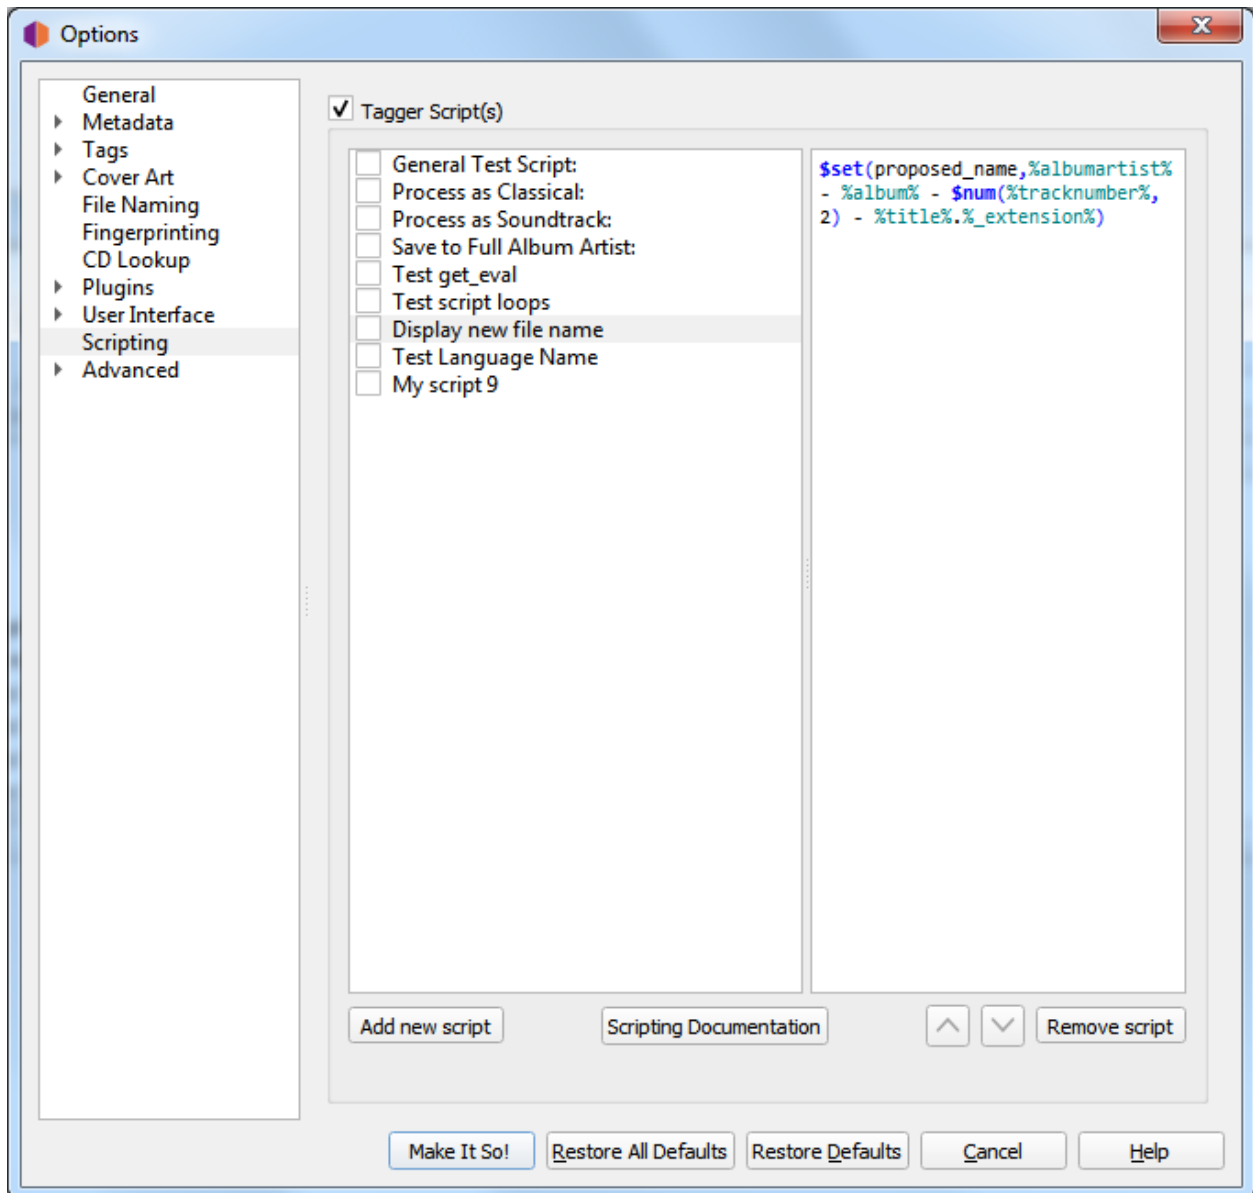 Options
General
Metadata
Tags
Cover Art
File Naming
Fingerprinting
CD Lookup
Plugins
User Interface
Scripting
Advanced
Tagger Script(s)
General Test Script:
Process as Classical:
Process as Soundtrack:
Save to Full Album Artist:
Test get_eval
Test script loops
Display new file name
Test Language Name
My script 9
$set(proposed_name,%albumartist%
- %album% - $num(%tracknumber%,
2) - %title%.%_extension%)
Add new script
Scripting Documentation
Remove script
Make It So!
Restore All Defaults
Restore Defaults
Cancel
Help